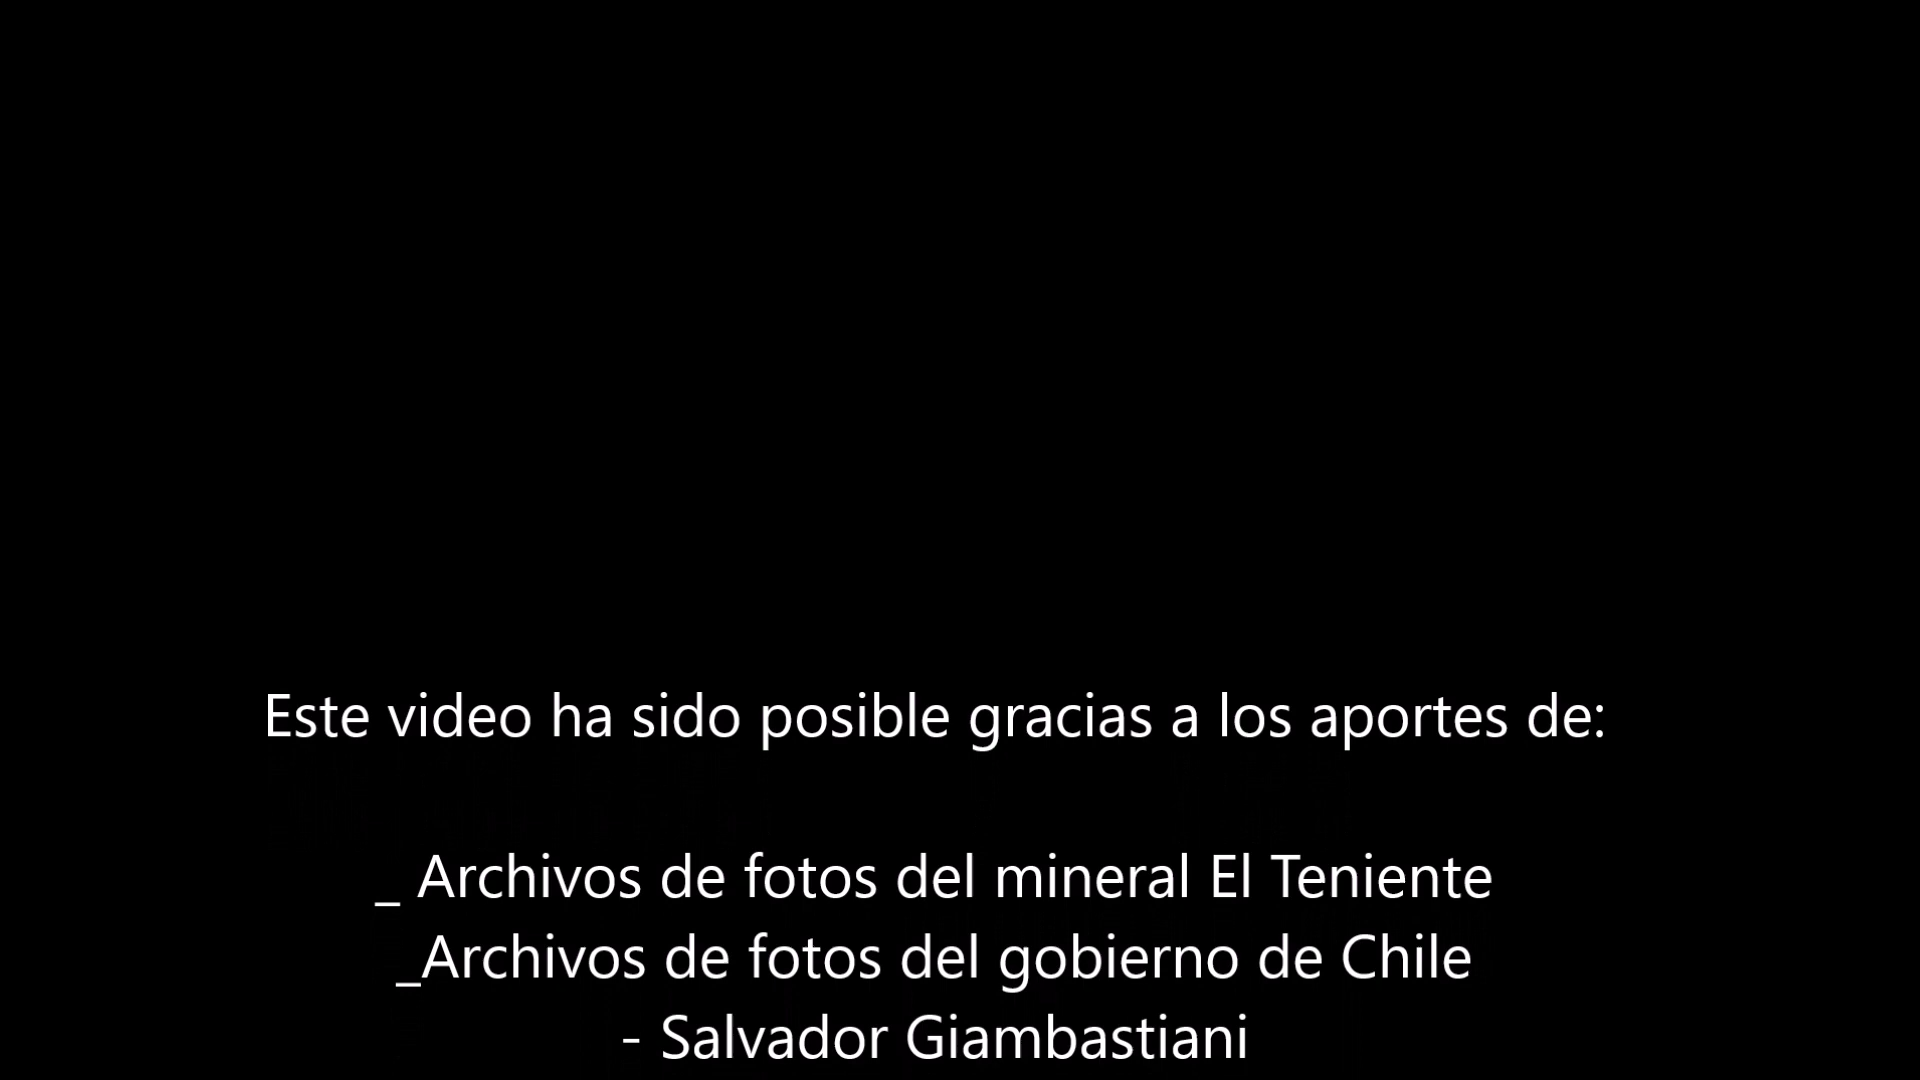 Este video ha sido posible gracias a los aportes de:
_ Archivos de fotos del mineral El Teniente
_Archivos de fotos del gobierno de Chile
- Salvador Giambastiani